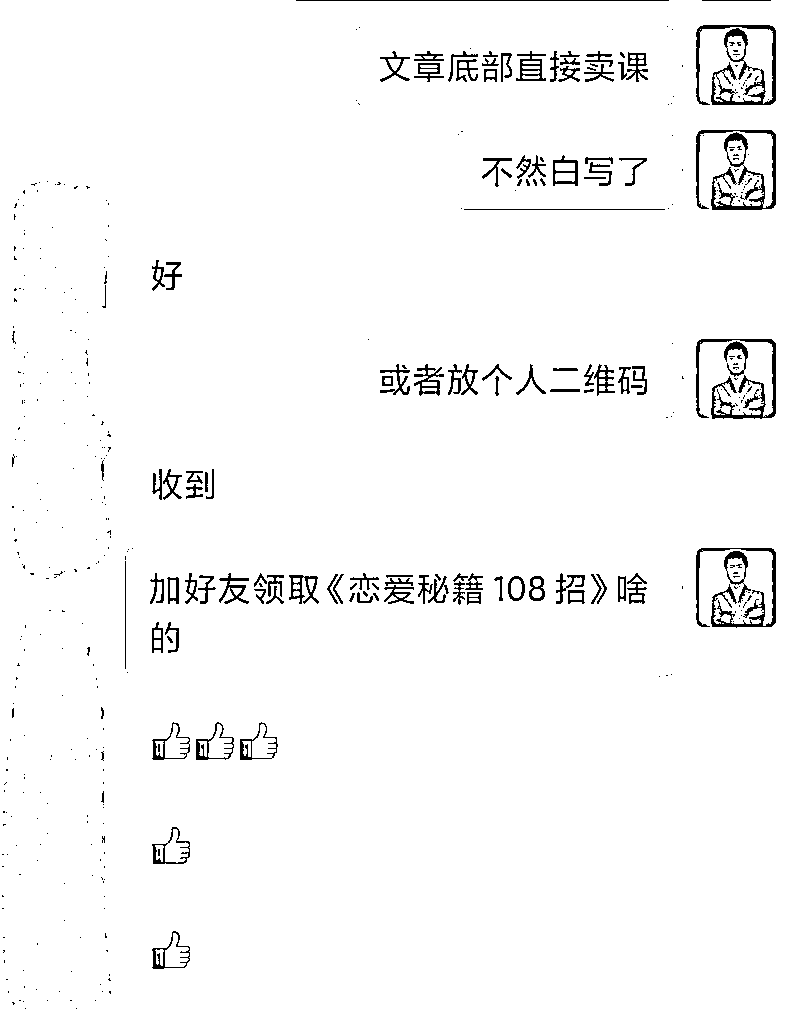 文章底部直接卖课
不然白写了
好
或者放个人二维码
收到
加好友领取《恋爱秘籍 108 招》啥
的